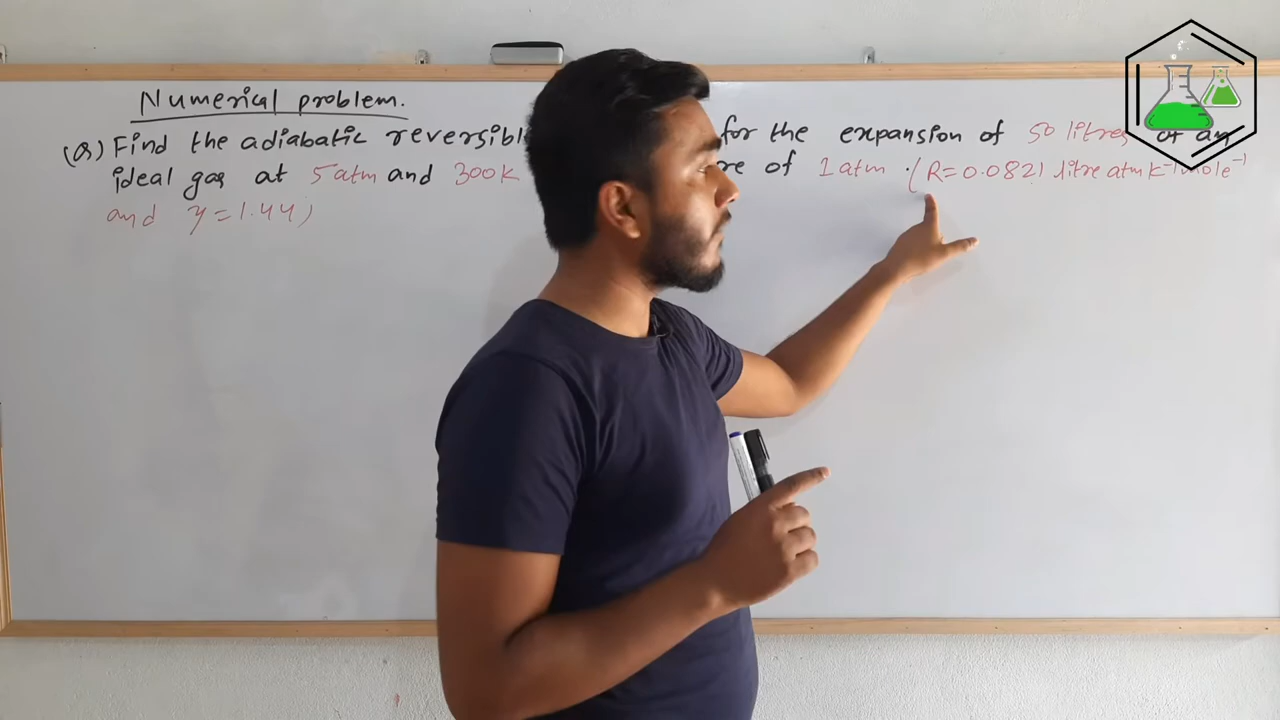 Numerical problem.
(Q) Find the adiabatic reversibl for the expansion of 50 litres of an
ideal gas at 5 atm and 300K re of 1 atm . (R = 0.0821 litre atm K⁻¹ mole⁻¹
and γ = 1.44)